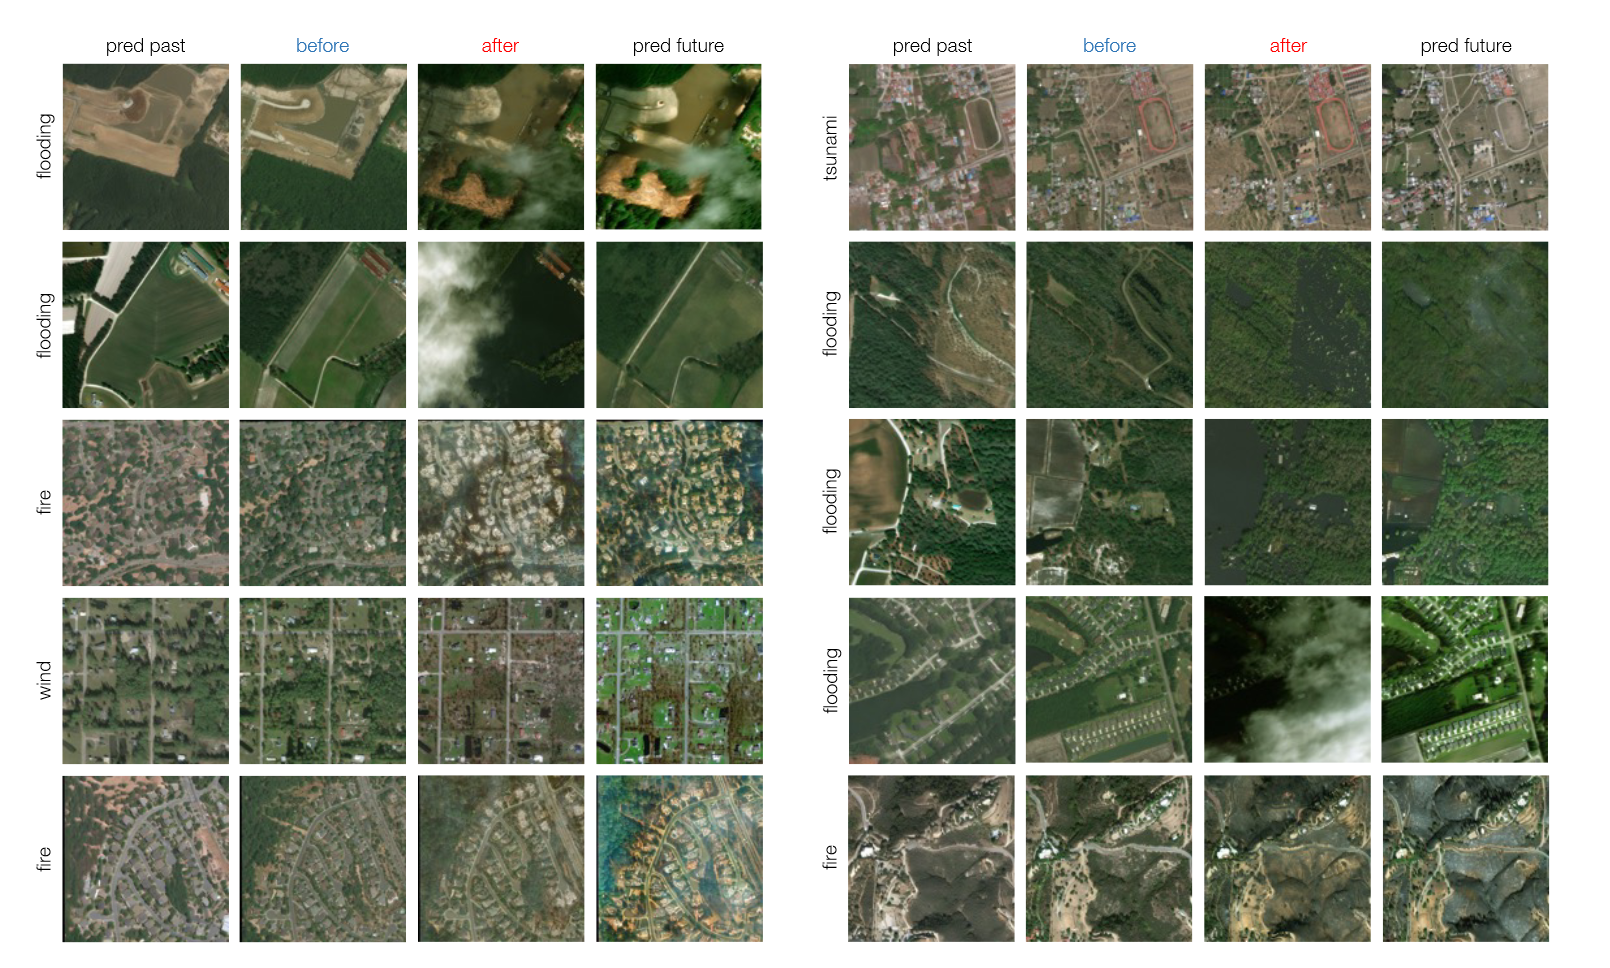 pred past before after pred future
flooding
flooding
fire
wind
fire
pred past before after pred future
tsunami
flooding
flooding
flooding
fire